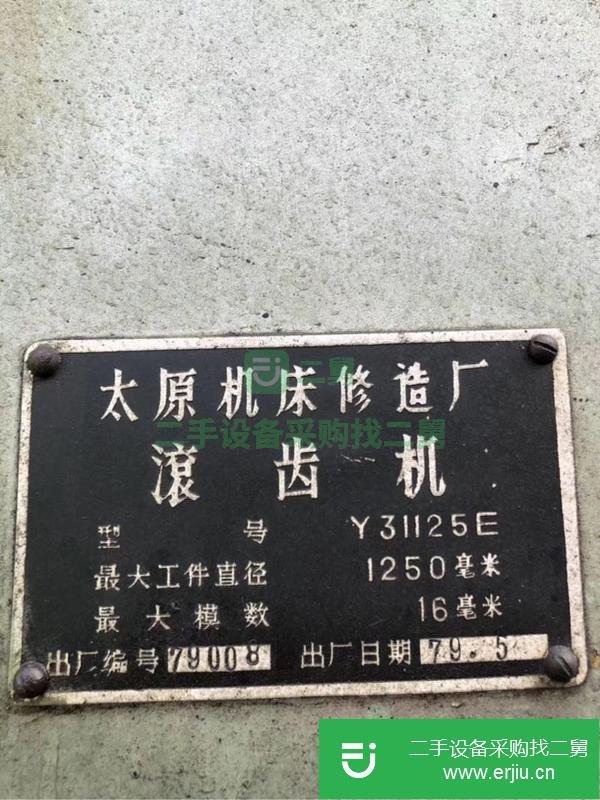 太原机床修造厂
二舅
二手设备采购找二舅
滚齿机
型号 Y31125E
最大工件直径 1250毫米
最大模数 16毫米
出厂编号 79008 出厂日期 79.5
二手设备采购找二舅
www.erjiu.cn